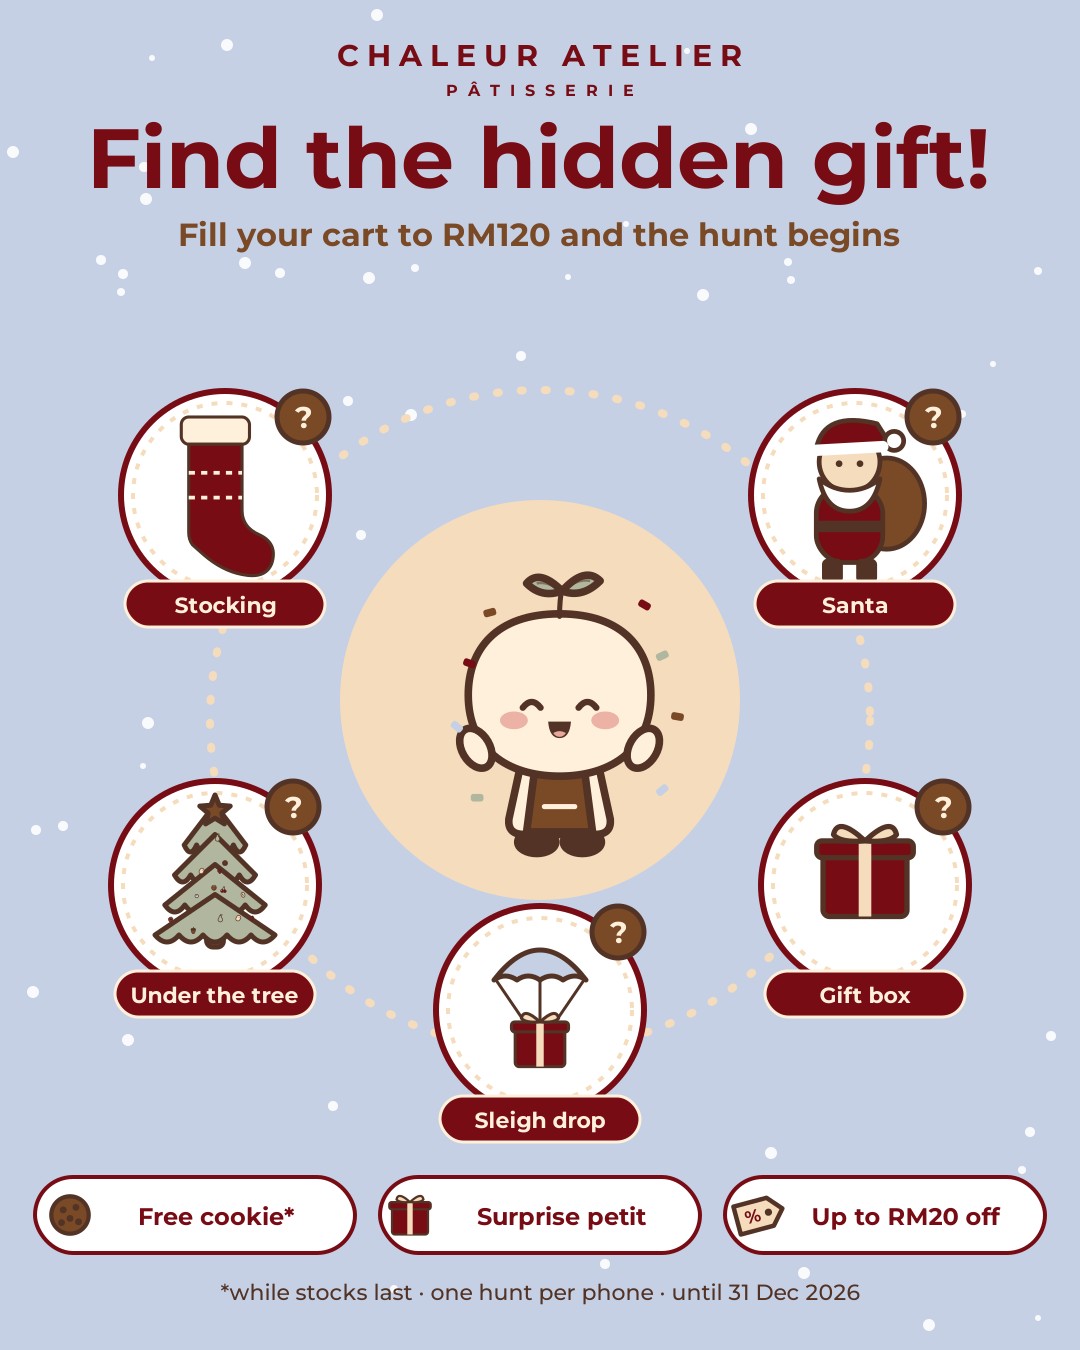 CHALEUR ATELIER
PÂTISSERIE
Find the hidden gift!
Fill your cart to RM120 and the hunt begins
?
?
Stocking
Santa
?
?
Under the tree
Gift box
?
Sleigh drop
Free cookie*
Surprise petit
%
Up to RM20 off
*while stocks last · one hunt per phone · until 31 Dec 2026